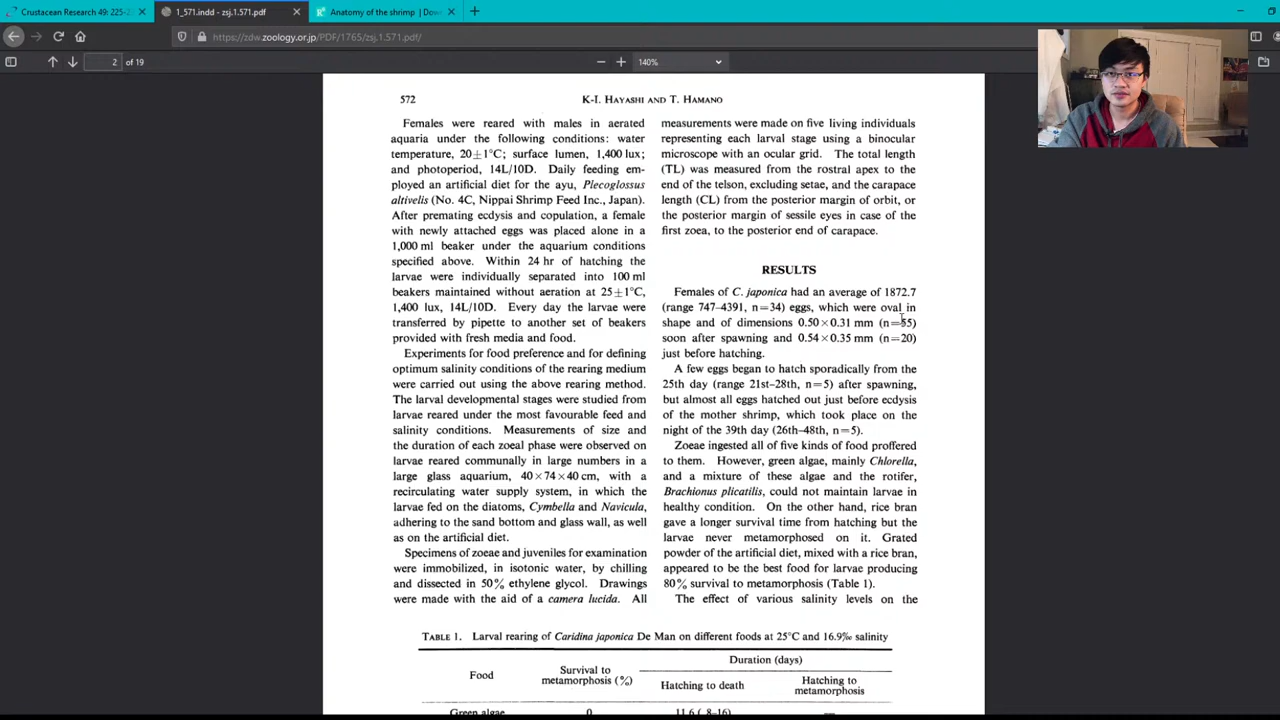 Crustacean Research 49: 225-2
1_571.indd - zsj.1.571.pdf
Anatomy of the shrimp | Dow
https://zdw.zoology.or.jp/PDF/1765/zsj.1.571.pdf/
2 of 19
140%
572
K-I. HAYASHI AND T. HAMANO
Females were reared with males in aerated
aquaria under the following conditions: water
temperature, 20±1°C; surface lumen, 1,400 lux;
and photoperiod, 14L/10D. Daily feeding em-
ployed an artificial diet for the ayu, Plecoglossus
altivelis (No. 4C, Nippai Shrimp Feed Inc., Japan).
After premating ecdysis and copulation, a female
with newly attached eggs was placed alone in a
1,000 ml beaker under the aquarium conditions
specified above. Within 24 hr of hatching the
larvae were individually separated into 100 ml
beakers maintained without aeration at 25±1°C,
1,400 lux, 14L/10D. Every day the larvae were
transferred by pipette to another set of beakers
provided with fresh media and food.
Experiments for food preference and for defining
optimum salinity conditions of the rearing medium
were carried out using the above rearing method.
The larval developmental stages were studied from
larvae reared under the most favourable feed and
salinity conditions. Measurements of size and
the duration of each zoeal phase were observed on
larvae reared communally in large numbers in a
large glass aquarium, 40×74×40 cm, with a
recirculating water supply system, in which the
larvae fed on the diatoms, Cymbella and Navicula,
adhering to the sand bottom and glass wall, as well
as on the artificial diet.
Specimens of zoeae and juveniles for examination
were immobilized, in isotonic water, by chilling
and dissected in 50% ethylene glycol. Drawings
were made with the aid of a camera lucida. All
measurements were made on five living individuals
representing each larval stage using a binocular
microscope with an ocular grid. The total length
(TL) was measured from the rostral apex to the
end of the telson, excluding setae, and the carapace
length (CL) from the posterior margin of orbit, or
the posterior margin of sessile eyes in case of the
first zoea, to the posterior end of carapace.
RESULTS
Females of C. japonica had an average of 1872.7
(range 747-4391, n=34) eggs, which were oval in
shape and of dimensions 0.50×0.31 mm (n=55)
soon after spawning and 0.54×0.35 mm (n=20)
just before hatching.
A few eggs began to hatch sporadically from the
25th day (range 21st-28th, n=5) after spawning,
but almost all eggs hatched out just before ecdysis
of the mother shrimp, which took place on the
night of the 39th day (26th-48th, n=5).
Zoeae ingested all of five kinds of food proffered
to them. However, green algae, mainly Chlorella,
and a mixture of these algae and the rotifer,
Brachionus plicatilis, could not maintain larvae in
healthy condition. On the other hand, rice bran
gave a longer survival time from hatching but the
larvae never metamorphosed on it. Grated
powder of the artificial diet, mixed with a rice bran,
appeared to be the best food for larvae producing
80% survival to metamorphosis (Table 1).
The effect of various salinity levels on the
TABLE 1. Larval rearing of Caridina japonica De Man on different foods at 25°C and 16.9‰ salinity
Duration (days)
Food
Survival to
metamorphosis (%)
Hatching to death
Hatching to
metamorphosis
Green algae 0 11.6 ( 8-16) —